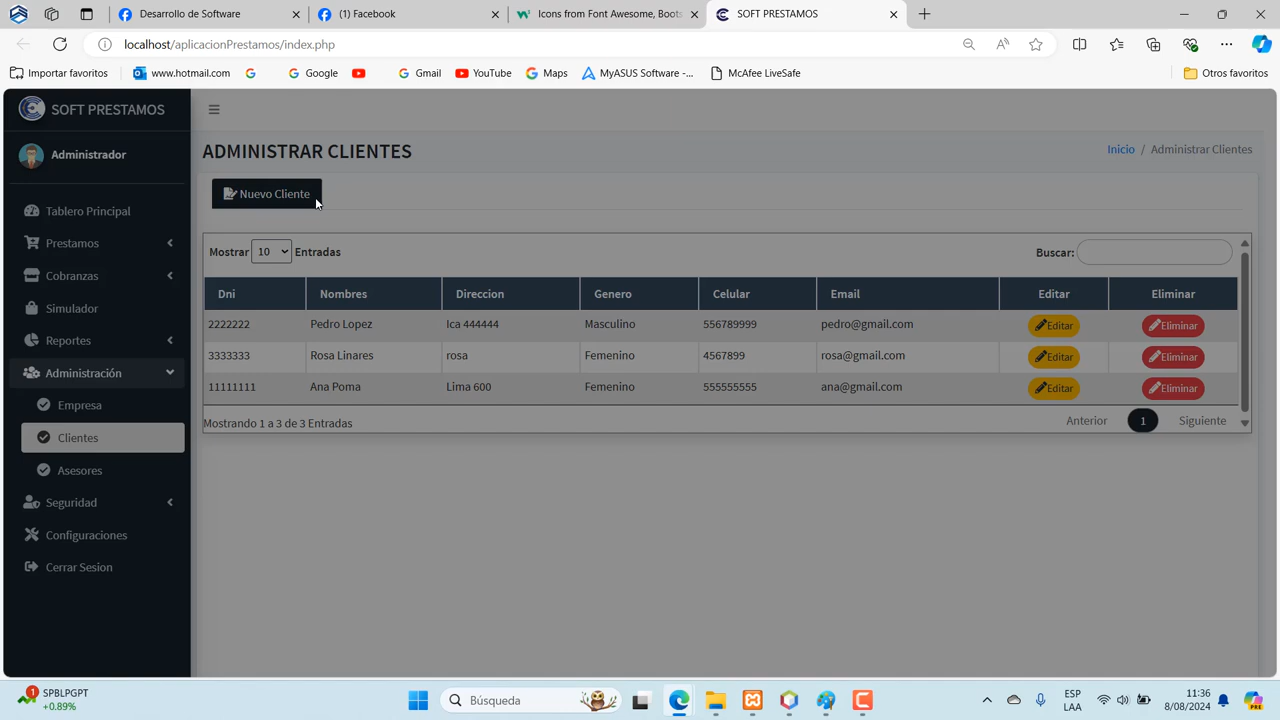 Desarrollo de Software
(1) Facebook
Icons from Font Awesome, Boots
SOFT PRESTAMOS
localhost/aplicacionPrestamos/index.php
Importar favoritos
www.hotmail.com
Google
Gmail
YouTube
Maps
MyASUS Software -...
McAfee LiveSafe
Otros favoritos
SOFT PRESTAMOS
Administrador
ADMINISTRAR CLIENTES
Inicio / Administrar Clientes
Nuevo Cliente
Tablero Principal
Prestamos
Cobranzas
Simulador
Reportes
Administración
Empresa
Clientes
Asesores
Seguridad
Configuraciones
Cerrar Sesion
Mostrar 10 Entradas
Buscar:
Dni Nombres Direccion Genero Celular Email Editar Eliminar
2222222 Pedro Lopez Ica 444444 Masculino 556789999 pedro@gmail.com Editar Eliminar
3333333 Rosa Linares rosa Femenino 4567899 rosa@gmail.com Editar Eliminar
11111111 Ana Poma Lima 600 Femenino 555555555 ana@gmail.com Editar Eliminar
Mostrando 1 a 3 de 3 Entradas
Anterior 1 Siguiente
1
SPBLPGPT
+0.89%
Búsqueda
ESP
LAA
11:36
8/08/2024
PRE